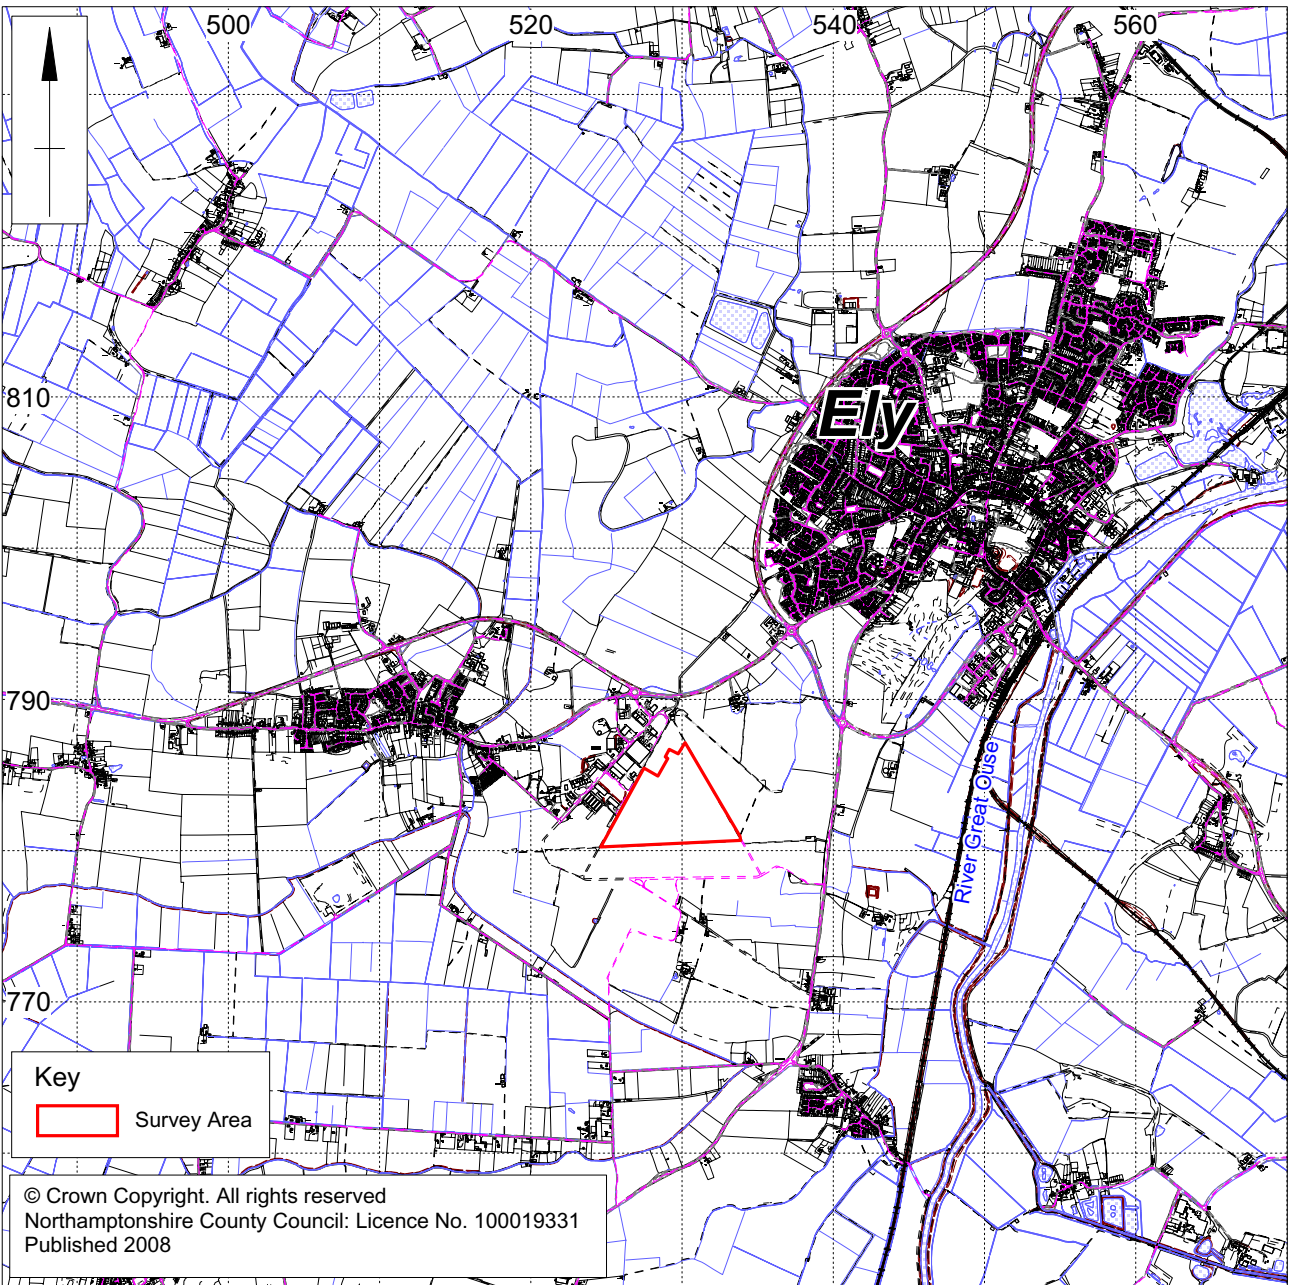 500 520 540 560
810
Ely
790
River Great Ouse
770
Key
Survey Area
© Crown Copyright. All rights reserved
Northamptonshire County Council: Licence No. 100019331
Published 2008